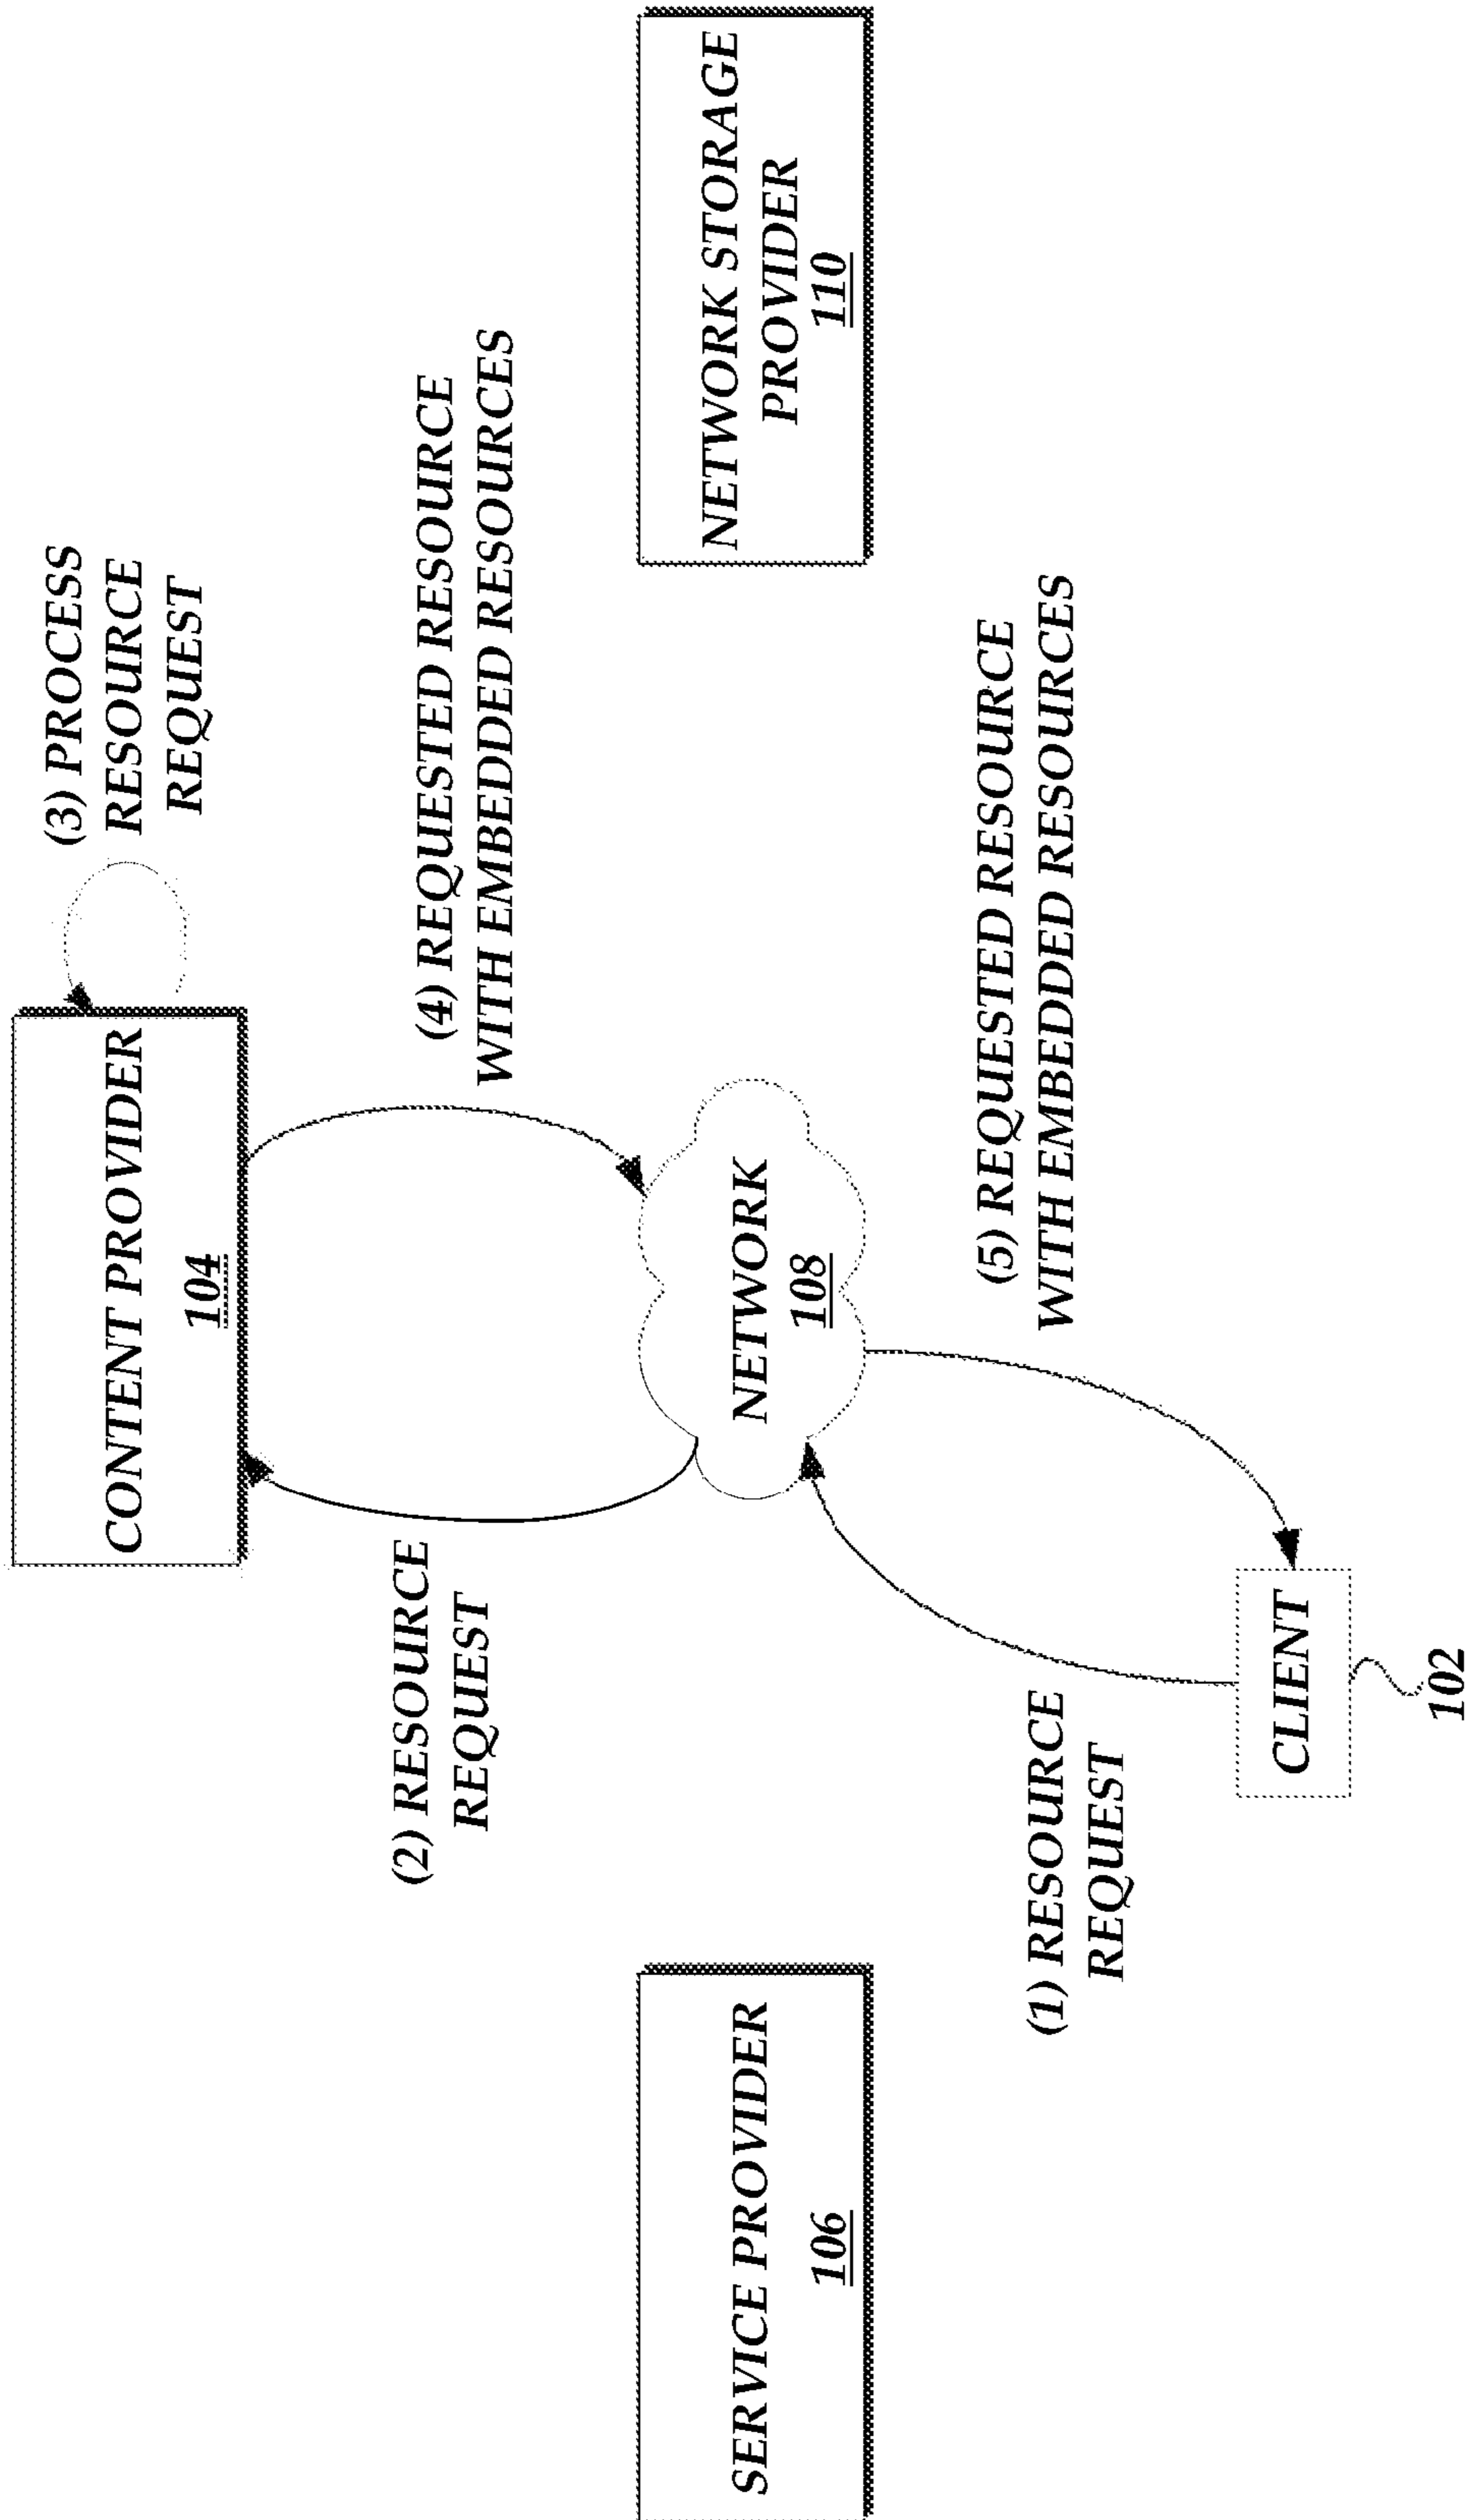 CONTENT PROVIDER
104
(3) PROCESS
RESOURCE
REQUEST
(2) RESOURCE
REQUEST
(4) REQUESTED RESOURCE
WITH EMBEDDED RESOURCES
SERVICE PROVIDER
106
NETWORK
108
NETWORK STORAGE
PROVIDER
110
(1) RESOURCE
REQUEST
(5) REQUESTED RESOURCE
WITH EMBEDDED RESOURCES
CLIENT
102